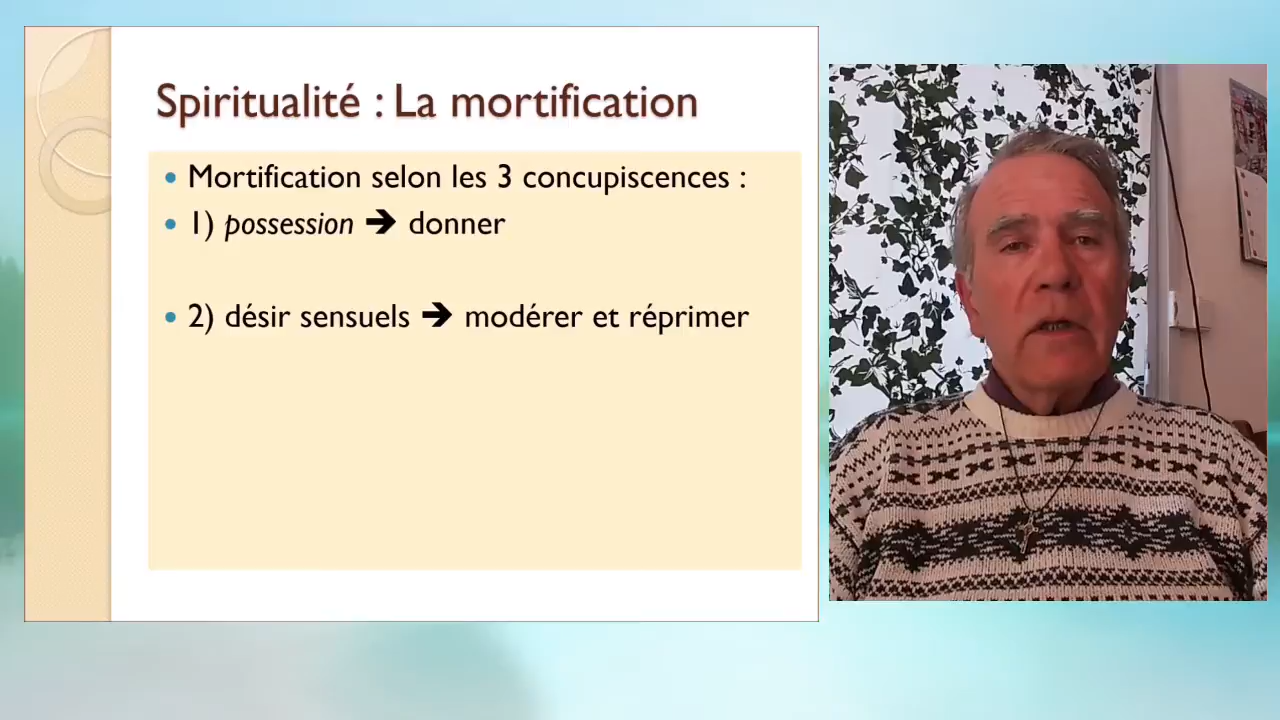 Spiritualité : La mortification
• Mortification selon les 3 concupiscences :
• 1) possession ➔ donner
• 2) désir sensuels ➔ modérer et réprimer